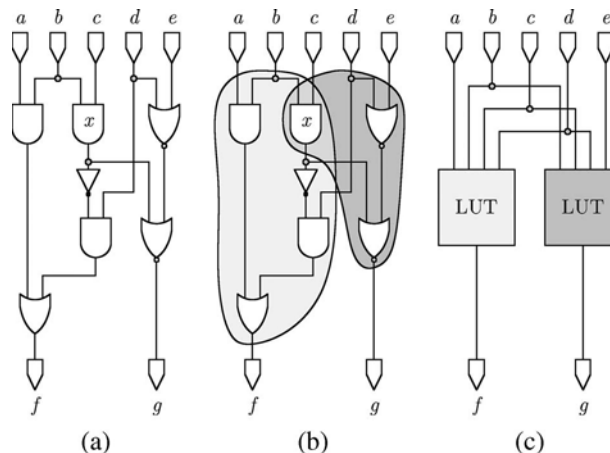 a b c d e a b c d e a b c d e
x x
LUT LUT
f g f g f g
(a) (b) (c)